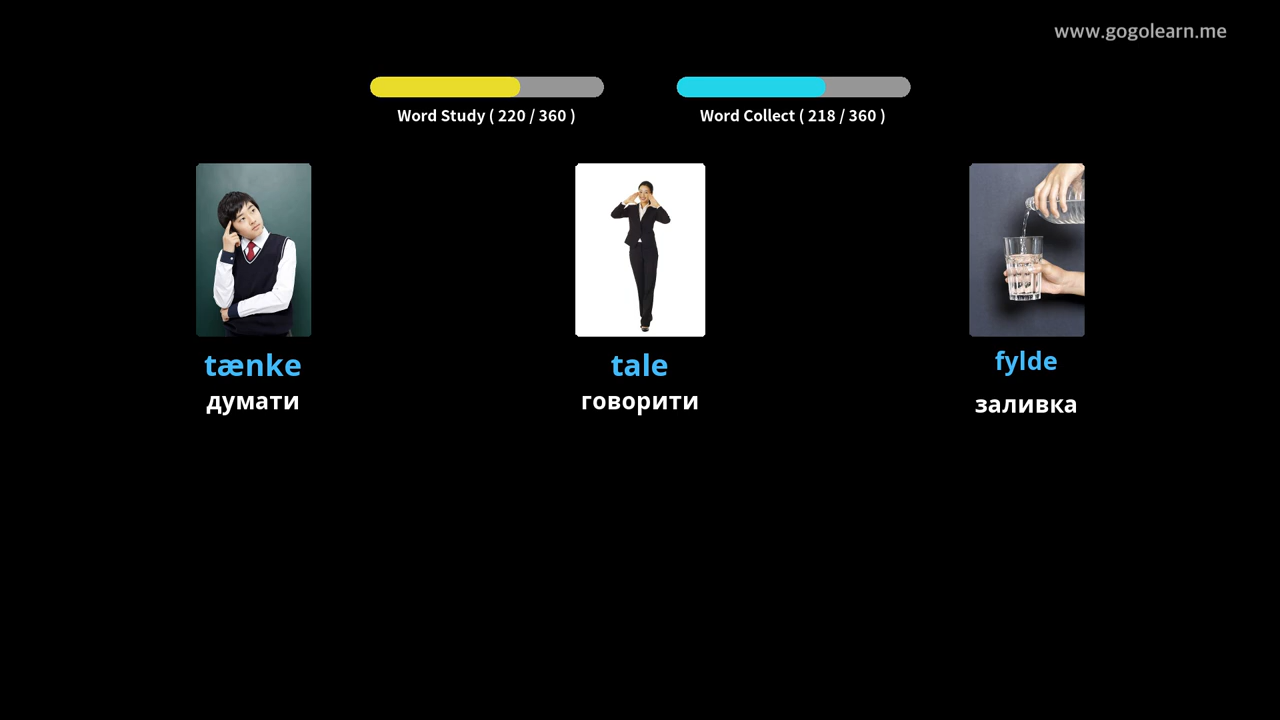 www.gogolearn.me
Word Study ( 220 / 360 )
Word Collect ( 218 / 360 )
tænke
думати
tale
говорити
fylde
заливка